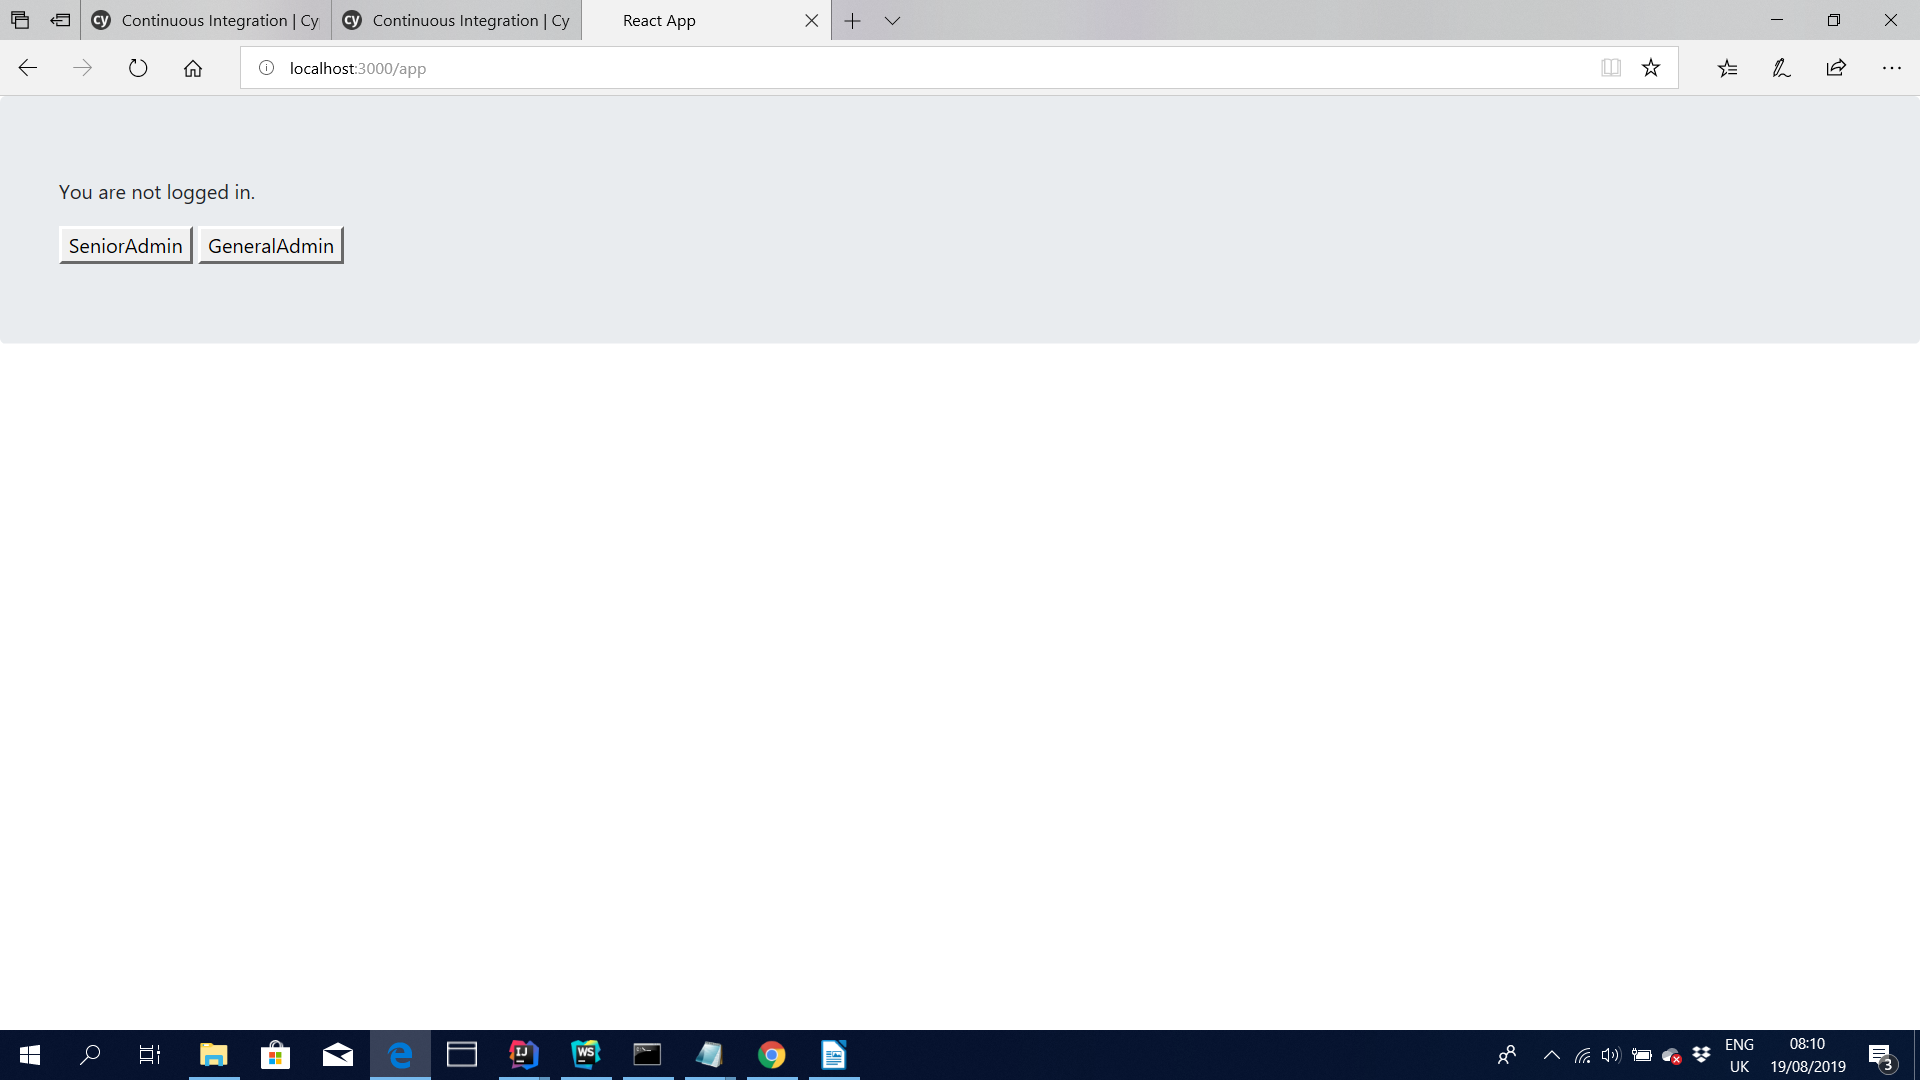 Continuous Integration | Cy
Continuous Integration | Cy
React App
localhost:3000/app
You are not logged in.
SeniorAdmin GeneralAdmin
ENG
UK
08:10
19/08/2019
3